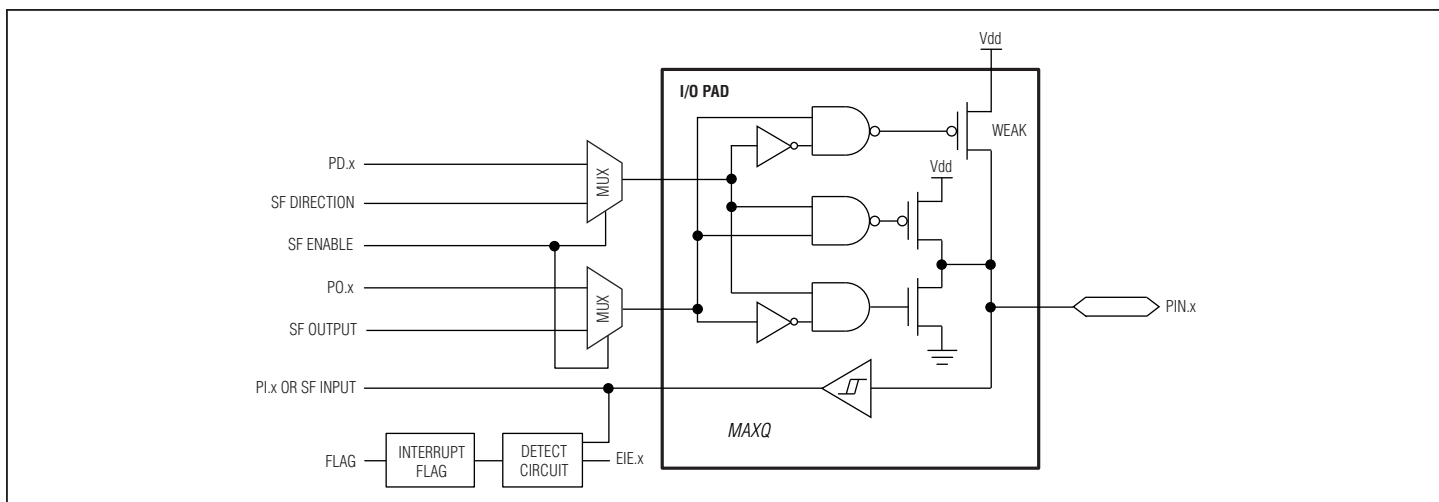 Vdd
I/O PAD
WEAK
PD.x
MUX
Vdd
SF DIRECTION
SF ENABLE
PO.x
MUX
PIN.x
SF OUTPUT
PI.x OR SF INPUT
MAXQ
FLAG
INTERRUPT
FLAG
DETECT
CIRCUIT
EIE.x